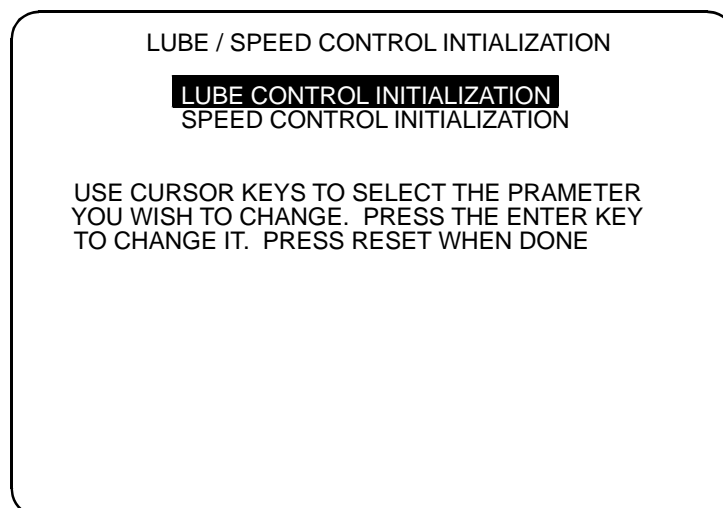 LUBE / SPEED CONTROL INTIALIZATION
LUBE CONTROL INITIALIZATION
SPEED CONTROL INITIALIZATION
USE CURSOR KEYS TO SELECT THE PRAMETER
YOU WISH TO CHANGE. PRESS THE ENTER KEY
TO CHANGE IT. PRESS RESET WHEN DONE